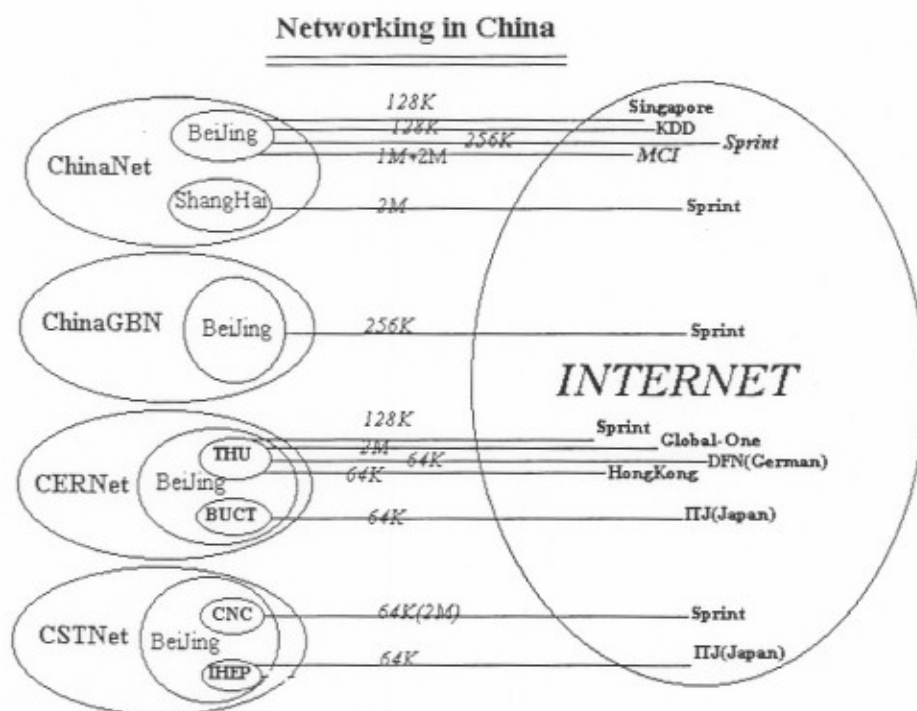 Networking in China
128K
Singapore
BeiJing
128K
KDD
256K
Sprint
ChinaNet
1M+2M
MCI
ShangHai
2M
Sprint
ChinaGBN
BeiJing
256K
Sprint
INTERNET
128K
Sprint
THU
2M
Global-One
64K
DFN(German)
CERNet
BeiJing
64K
HongKong
BUCT
64K
ITJ(Japan)
CNC
64K(2M)
Sprint
CSTNet
BeiJing
IHEP
64K
ITJ(Japan)